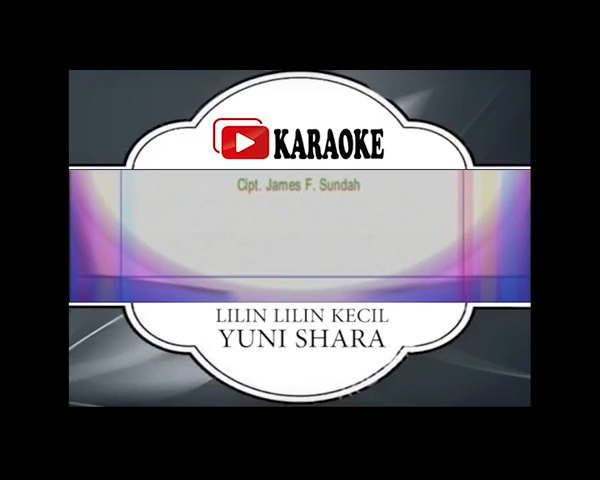 KARAOKE
Cipt. James F. Sundah
LILIN LILIN KECIL
YUNI SHARA